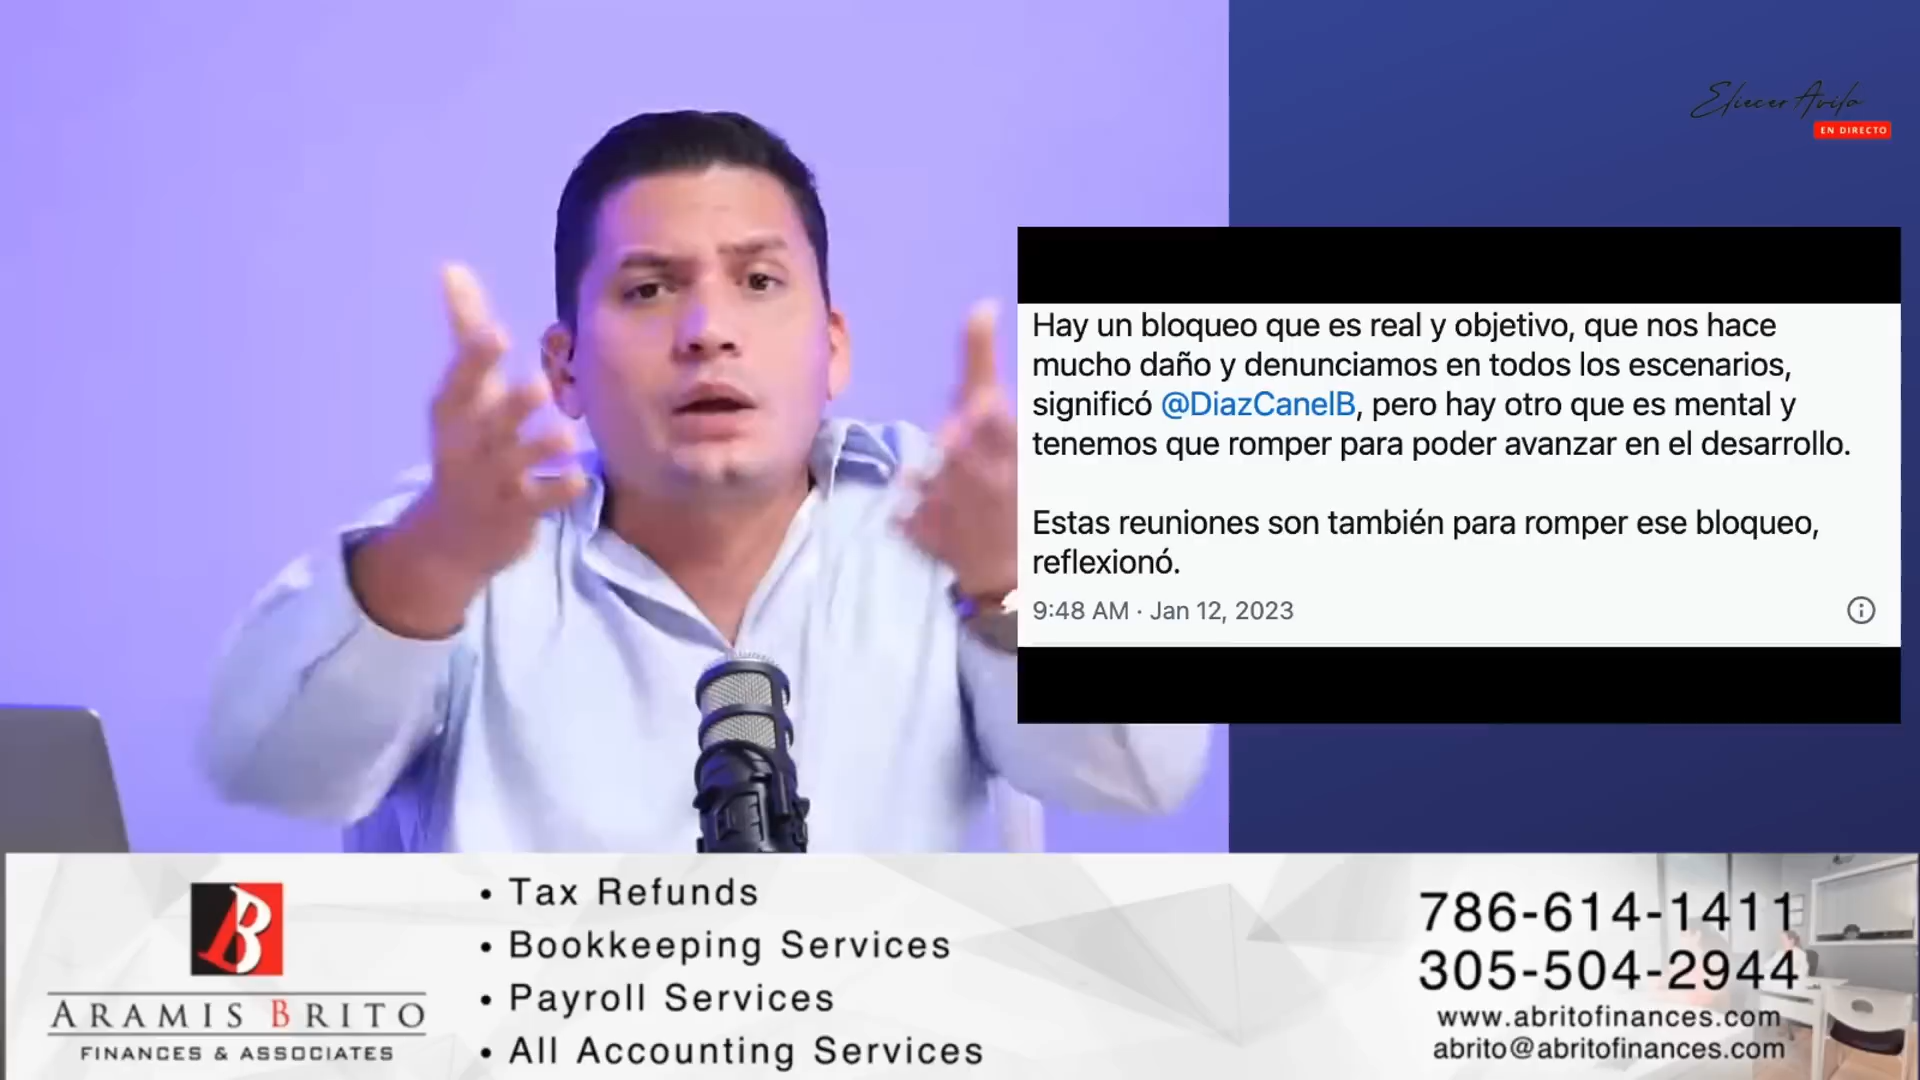 Eliecer Avila
EN DIRECTO
Hay un bloqueo que es real y objetivo, que nos hace
mucho daño y denunciamos en todos los escenarios,
significó @DiazCanelB, pero hay otro que es mental y
tenemos que romper para poder avanzar en el desarrollo.
Estas reuniones son también para romper ese bloqueo,
reflexionó.
9:48 AM · Jan 12, 2023
B
ARAMIS BRITO
FINANCES & ASSOCIATES
• Tax Refunds
• Bookkeeping Services
• Payroll Services
• All Accounting Services
786-614-1411
305-504-2944
www.abritofinances.com
abrito@abritofinances.com